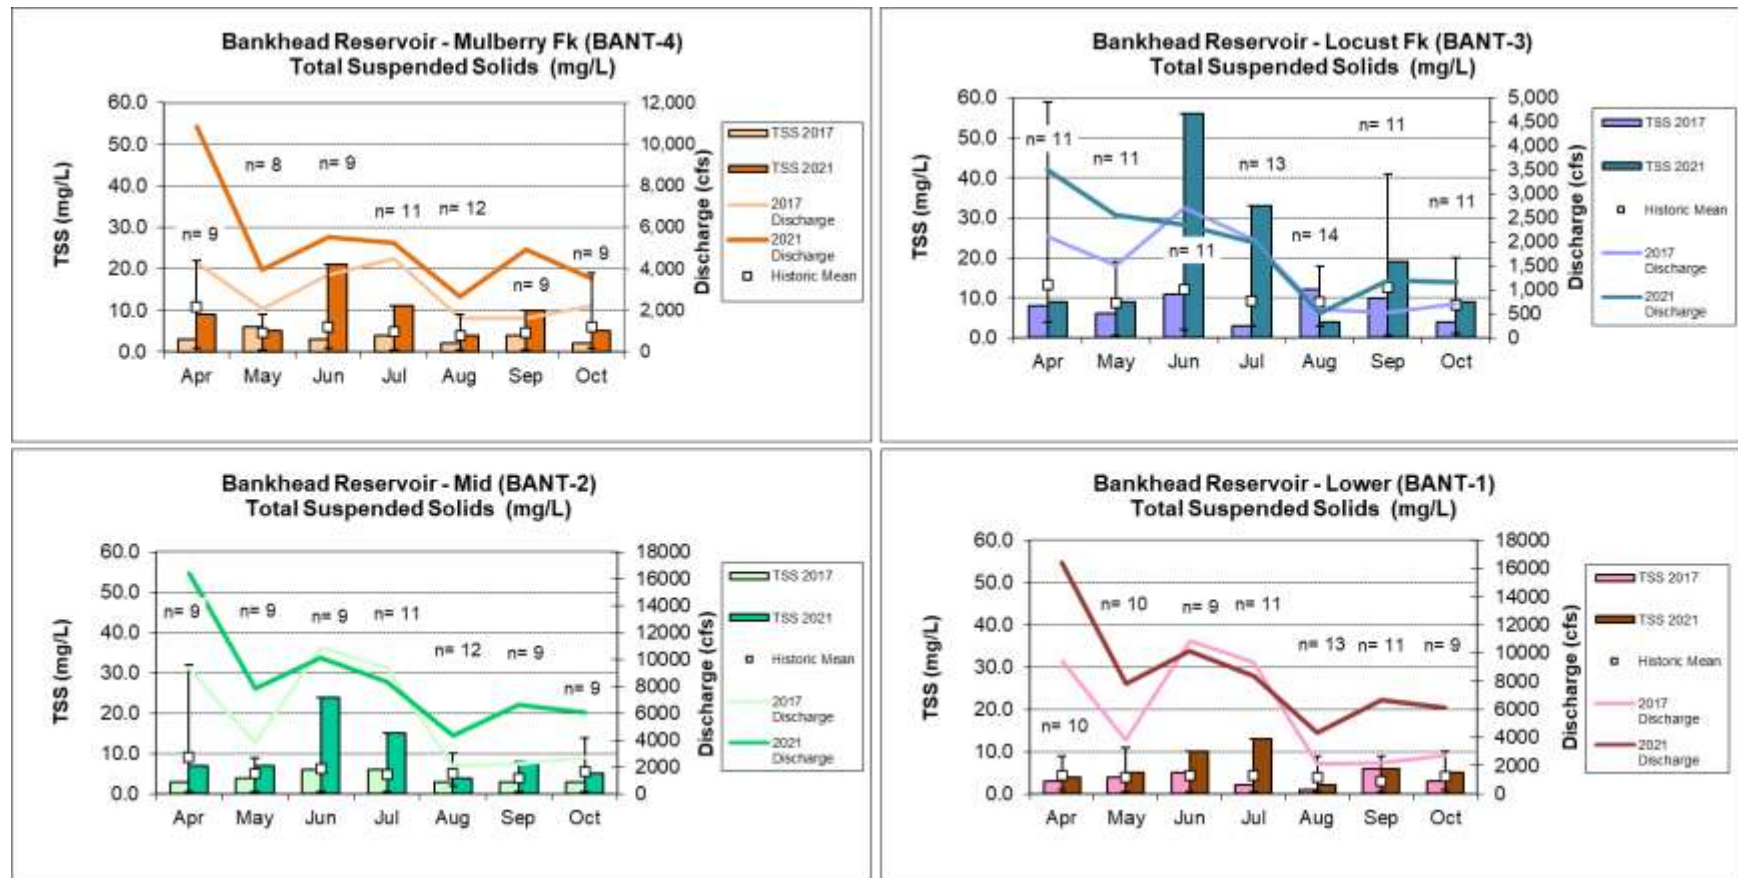 Bankhead Reservoir - Mulberry Fk (BANT-4)
Total Suspended Solids (mg/L)
TSS (mg/L)
60.0
50.0
40.0
30.0
20.0
10.0
0.0
n= 9
n= 8
n= 9
n= 11
n= 12
n= 9
n= 9
12,000
10,000
8,000
6,000
4,000
2,000
0
Discharge (cfs)
Apr May Jun Jul Aug Sep Oct
TSS 2017
TSS 2021
2017
Discharge
2021
Discharge
Historic Mean
Bankhead Reservoir - Locust Fk (BANT-3)
Total Suspended Solids (mg/L)
TSS (mg/L)
60.0
50.0
40.0
30.0
20.0
10.0
0.0
n= 11
n= 11
n= 11
n= 13
n= 14
n= 11
n= 11
5,000
4,500
4,000
3,500
3,000
2,500
2,000
1,500
1,000
500
0
Discharge (cfs)
Apr May Jun Jul Aug Sep Oct
TSS 2017
TSS 2021
Historic Mean
2017
Discharge
2021
Discharge
Bankhead Reservoir - Mid (BANT-2)
Total Suspended Solids (mg/L)
TSS (mg/L)
60.0
50.0
40.0
30.0
20.0
10.0
0.0
n= 9
n= 9
n= 9
n= 11
n= 12
n= 9
n= 9
18000
16000
14000
12000
10000
8000
6000
4000
2000
0
Discharge (cfs)
Apr May Jun Jul Aug Sep Oct
TSS 2017
TSS 2021
Historic Mean
2017
Discharge
2021
Discharge
Bankhead Reservoir - Lower (BANT-1)
Total Suspended Solids (mg/L)
TSS (mg/L)
60.0
50.0
40.0
30.0
20.0
10.0
0.0
n= 10
n= 10
n= 9
n= 11
n= 13
n= 11
n= 9
18000
16000
14000
12000
10000
8000
6000
4000
2000
0
Discharge (cfs)
Apr May Jun Jul Aug Sep Oct
TSS 2017
TSS 2021
Historic Mean
2017
Discharge
2021
Discharge